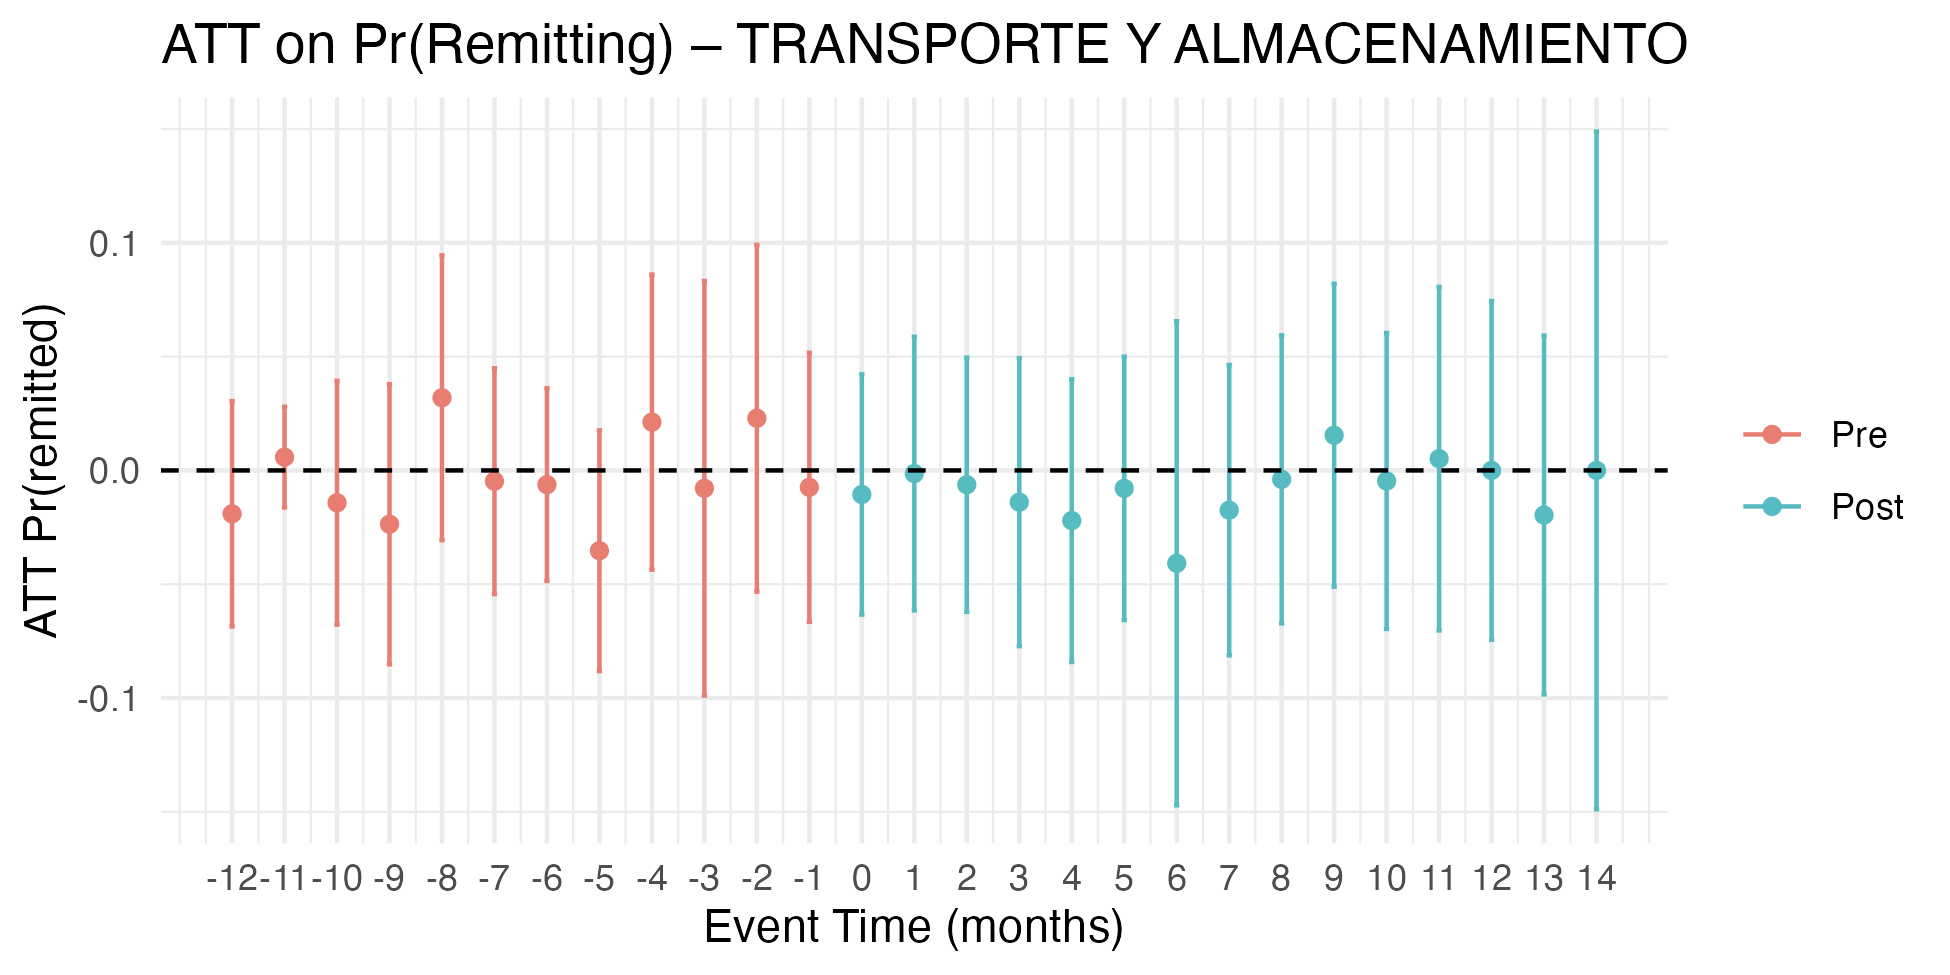 ATT on Pr(Remitting) – TRANSPORTE Y ALMACENAMIENTO
ATT Pr(remitted)
0.1
0.0
-0.1
-12 -11 -10 -9 -8 -7 -6 -5 -4 -3 -2 -1 0 1 2 3 4 5 6 7 8 9 10 11 12 13 14
Event Time (months)
Pre
Post